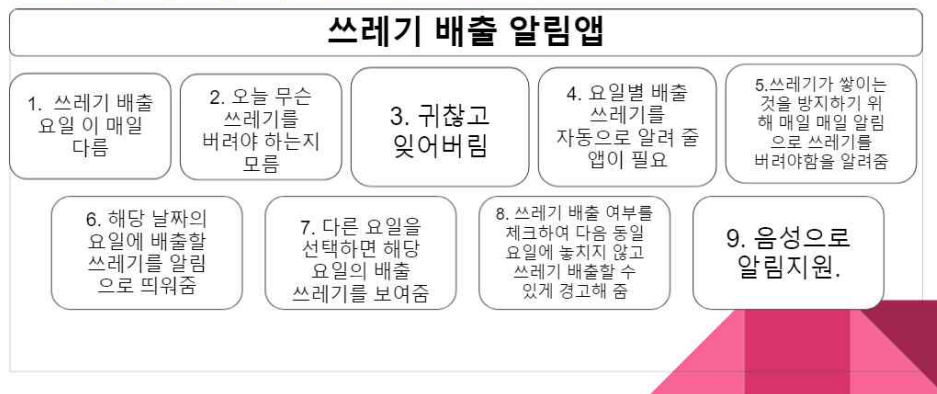 쓰레기 배출 알림앱
1. 쓰레기 배출
요일 이 매일
다름
2. 오늘 무슨
쓰레기를
버려야 하는지
모름
3. 귀찮고
잊어버림
4. 요일별 배출
쓰레기를
자동으로 알려 줄
앱이 필요
5.쓰레기가 쌓이는
것을 방지하기 위
해 매일 매일 알림
으로 쓰레기를
버려야함을 알려줌
6. 해당 날짜의
요일에 배출할
쓰레기를 알림
으로 띄워줌
7. 다른 요일을
선택하면 해당
요일의 배출
쓰레기를 보여줌
8. 쓰레기 배출 여부를
체크하여 다음 동일
요일에 놓치지 않고
쓰레기 배출할 수
있게 경고해 줌
9. 음성으로
알림지원.